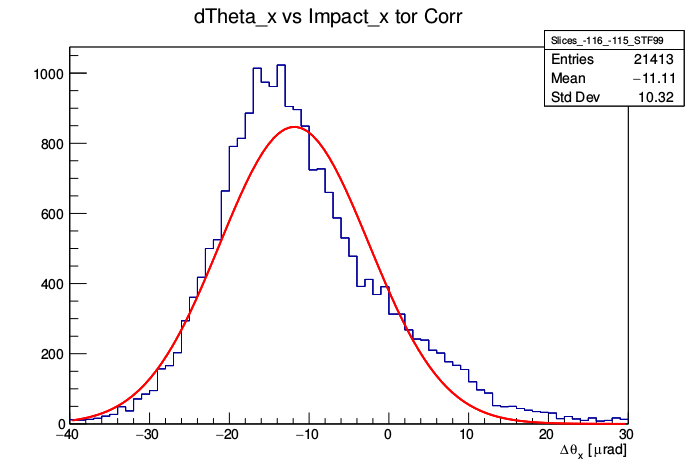 dTheta_x vs Impact_x tor Corr
Slices_-116_-115_STF99
Entries 21413
Mean −11.11
Std Dev 10.32
1000
800
600
400
200
0
−40 −30 −20 −10 0 10 20 30
Δθx [μrad]